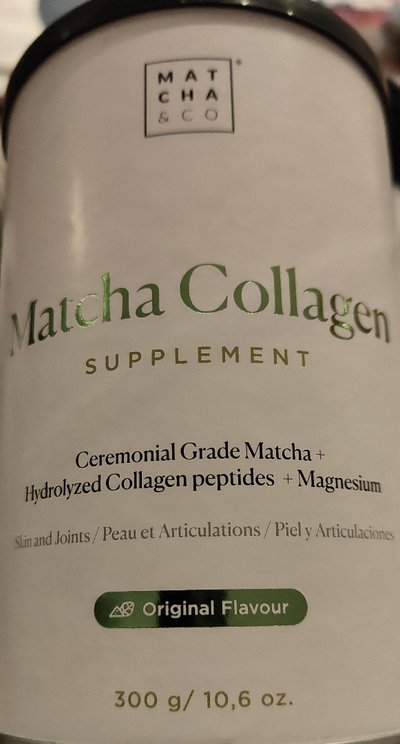 MAT
CHA
& CO
Matcha Collagen
SUPPLEMENT
Ceremonial Grade Matcha +
Hydrolyzed Collagen peptides + Magnesium
Skin and Joints / Peau et Articulations / Piel y Articulaciones
Original Flavour
300 g/ 10,6 oz.